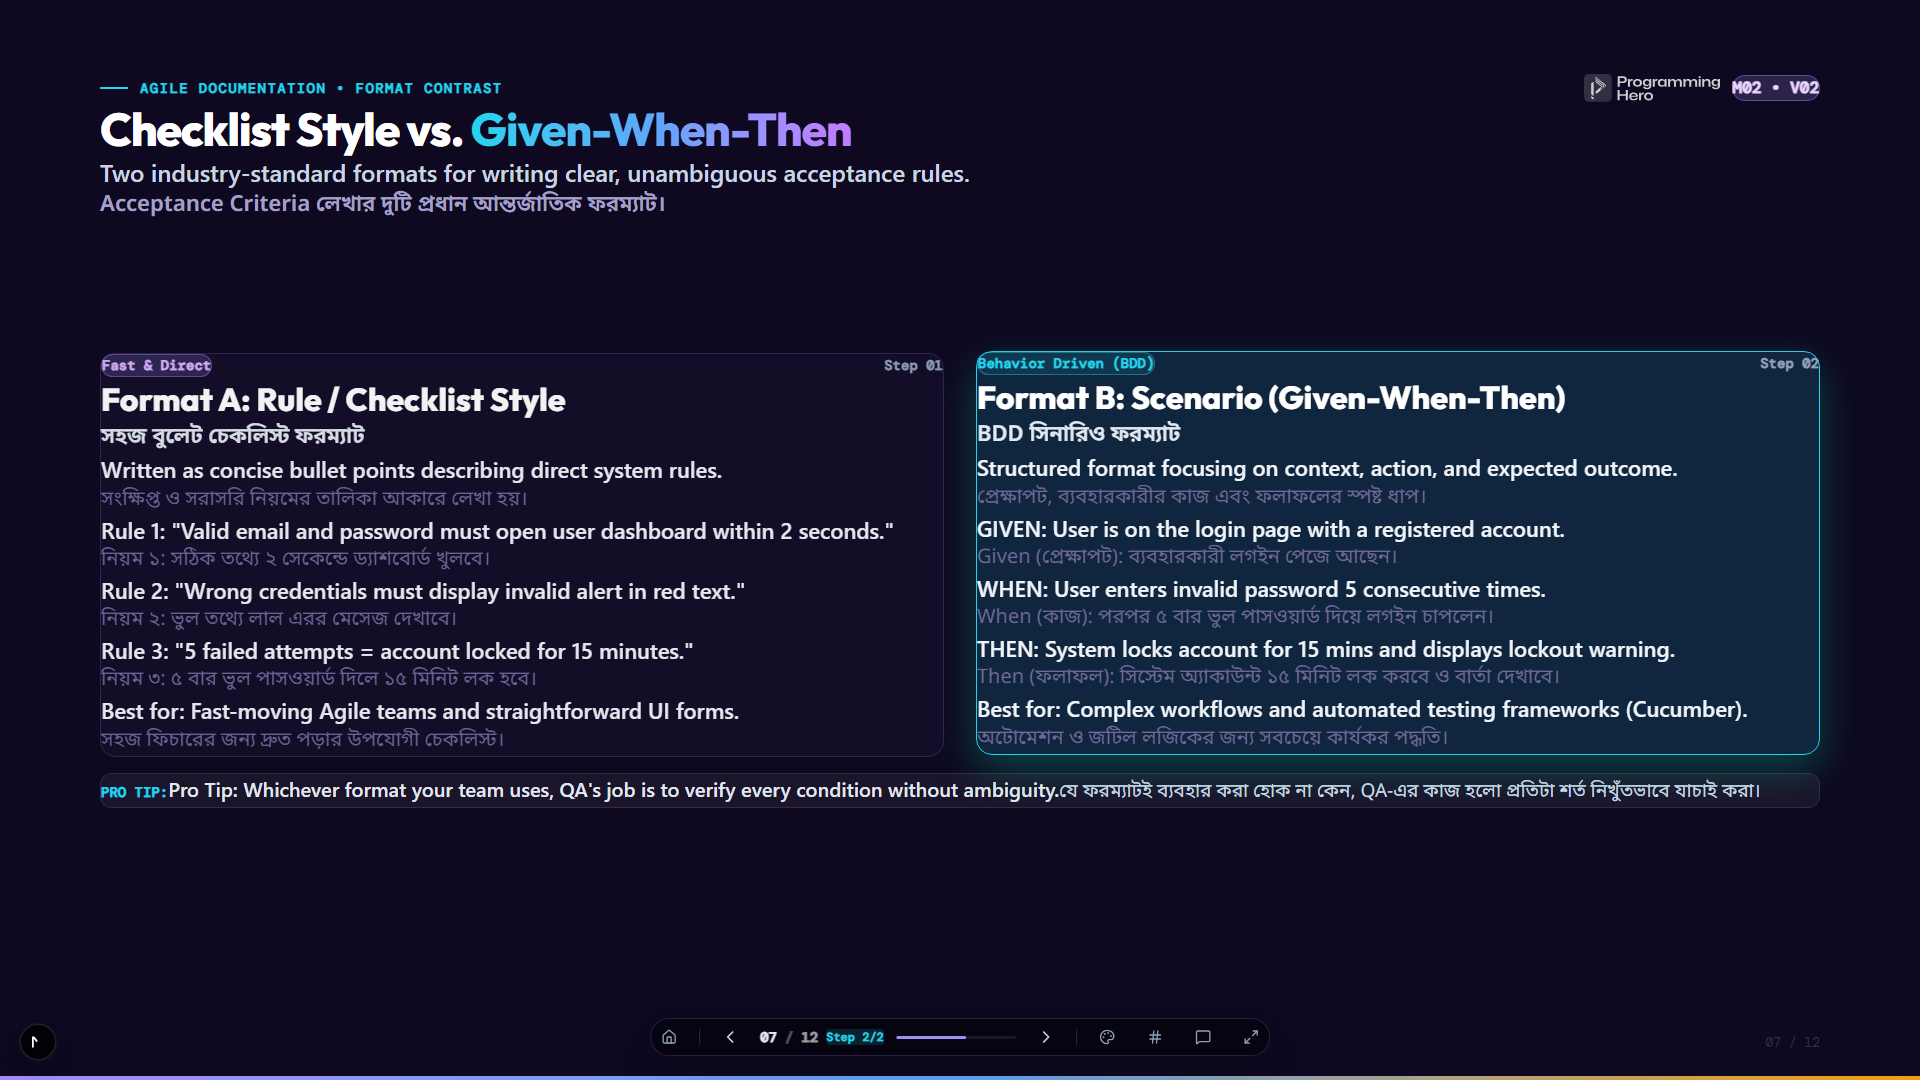 AGILE DOCUMENTATION • FORMAT CONTRAST
Checklist Style vs. Given-When-Then
Two industry-standard formats for writing clear, unambiguous acceptance rules.
Acceptance Criteria লেখার দুটি প্রধান আন্তর্জাতিক ফরম্যাট।
Programming
Hero
M02 • V02
Fast & Direct
Step 01
Format A: Rule / Checklist Style
সহজ বুলেট চেকলিস্ট ফরম্যাট
Written as concise bullet points describing direct system rules.
সংক্ষিপ্ত ও সরাসরি নিয়মের তালিকা আকারে লেখা হয়।
Rule 1: "Valid email and password must open user dashboard within 2 seconds."
নিয়ম ১: সঠিক তথ্যে ২ সেকেন্ডে ড্যাশবোর্ড খুলবে।
Rule 2: "Wrong credentials must display invalid alert in red text."
নিয়ম ২: ভুল তথ্যে লাল এরর মেসেজ দেখাবে।
Rule 3: "5 failed attempts = account locked for 15 minutes."
নিয়ম ৩: ৫ বার ভুল পাসওয়ার্ড দিলে ১৫ মিনিট লক হবে।
Best for: Fast-moving Agile teams and straightforward UI forms.
সহজ ফিচারের জন্য দ্রুত পড়ার উপযোগী চেকলিস্ট।
Behavior Driven (BDD)
Step 02
Format B: Scenario (Given-When-Then)
BDD সিনারিও ফরম্যাট
Structured format focusing on context, action, and expected outcome.
প্রেক্ষাপট, ব্যবহারকারীর কাজ এবং ফলাফলের স্পষ্ট ধাপ।
GIVEN: User is on the login page with a registered account.
Given (প্রেক্ষাপট): ব্যবহারকারী লগইন পেজে আছেন।
WHEN: User enters invalid password 5 consecutive times.
When (কাজ): পরপর ৫ বার ভুল পাসওয়ার্ড দিয়ে লগইন চাপলেন।
THEN: System locks account for 15 mins and displays lockout warning.
Then (ফলাফল): সিস্টেম অ্যাকাউন্ট ১৫ মিনিট লক করবে ও বার্তা দেখাবে।
Best for: Complex workflows and automated testing frameworks (Cucumber).
অটোমেশন ও জটিল লজিকের জন্য সবচেয়ে কার্যকর পদ্ধতি।
PRO TIP:Pro Tip: Whichever format your team uses, QA's job is to verify every condition without ambiguity.যে ফরম্যাটই ব্যবহার করা হোক না কেন, QA-এর কাজ হলো প্রতিটা শর্ত নিখুঁতভাবে যাচাই করা।
07 / 12 Step 2/2
07 / 12